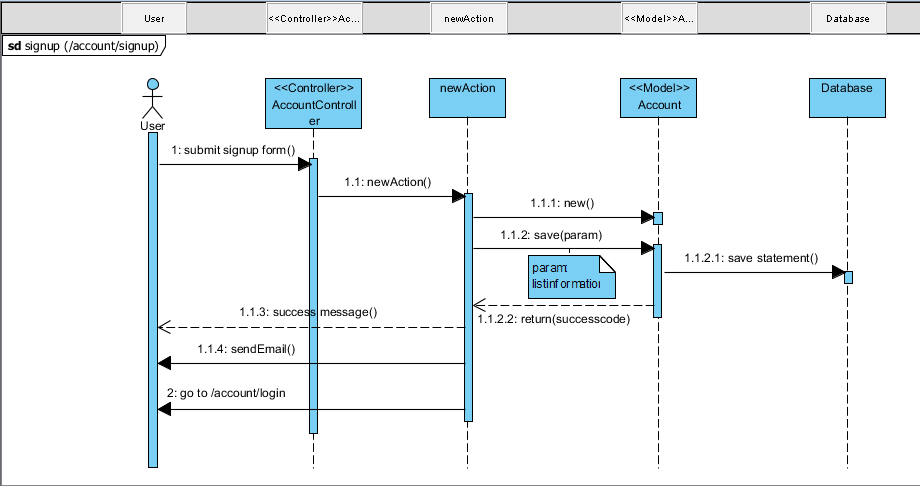 User
<<Controller>>Ac...
newAction
<<Model>>A...
Database
sd signup (/account/signup)
<<Controller>>
AccountControll
er
newAction
<<Model>>
Account
Database
User
1: submit signup form()
1.1: newAction()
1.1.1: new()
1.1.2: save(param)
1.1.2.1: save statement()
param:
listinformation
1.1.3: success message()
1.1.2.2: return(successcode)
1.1.4: sendEmail()
2: go to /account/login